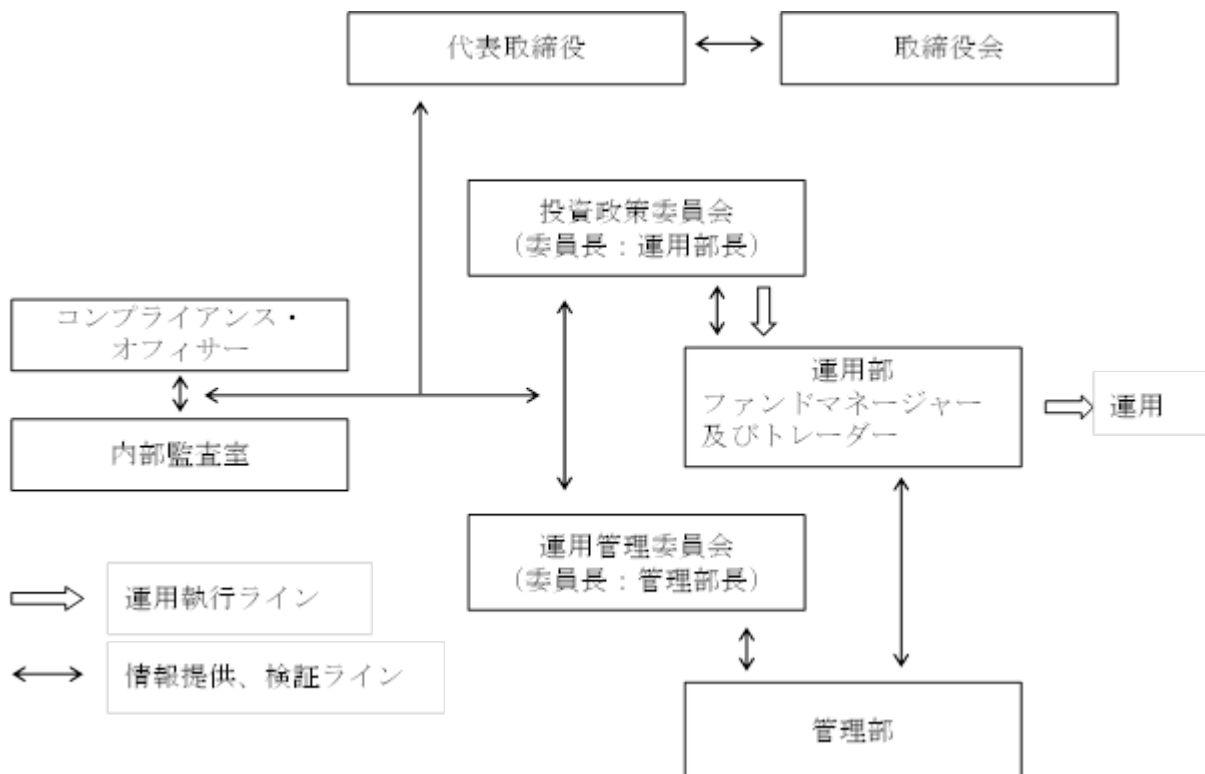 代表取締役
取締役会
投資政策委員会
（委員長：運用部長）
コンプライアンス・
オフィサー
内部監査室
運用部
ファンドマネージャー
及びトレーダー
運用
運用管理委員会
（委員長：管理部長）
運用執行ライン
情報提供、検証ライン
管理部